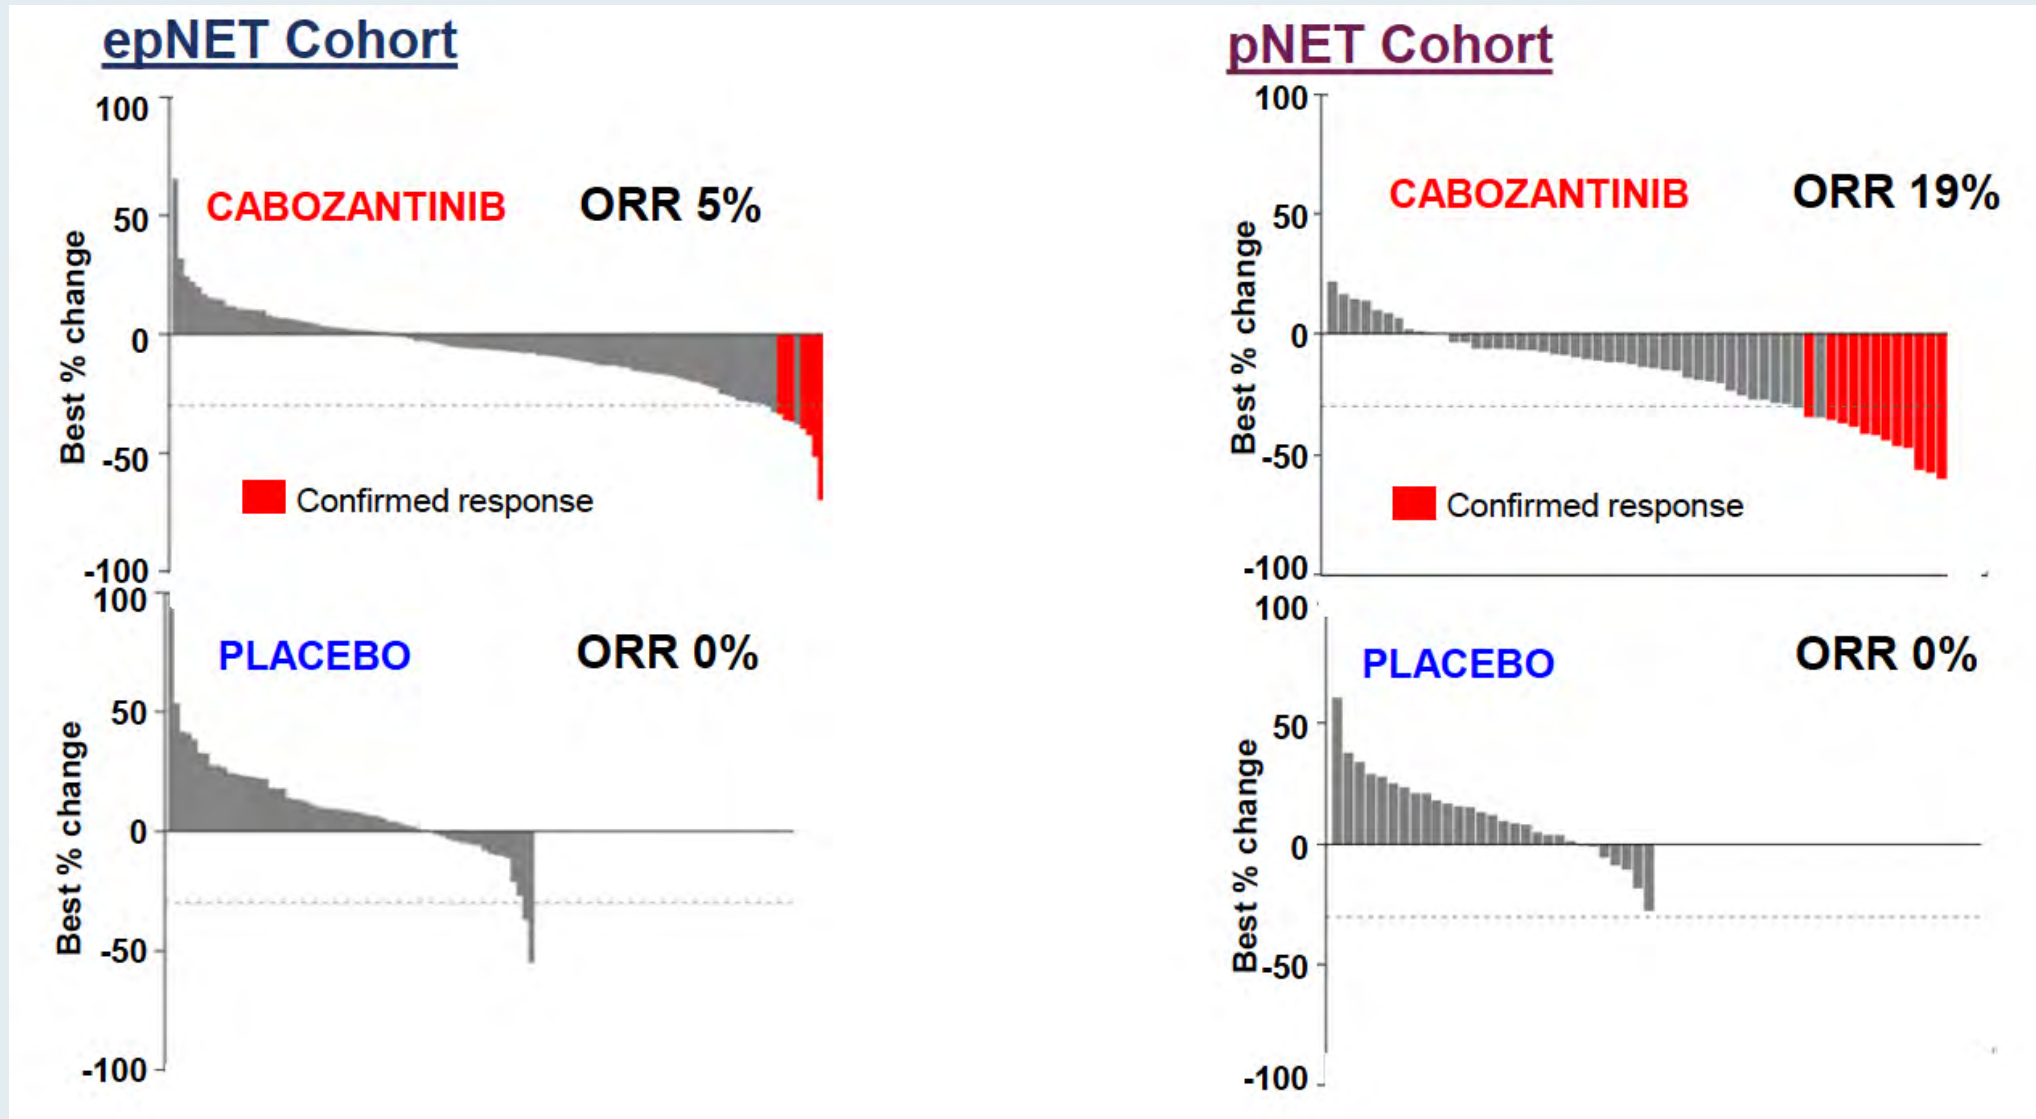 epNET Cohort
100
50
0
-50
-100
Best % change
CABOZANTINIB
ORR 5%
Confirmed response
100
50
0
-50
-100
Best % change
PLACEBO
ORR 0%
pNET Cohort
100
50
0
-50
-100
Best % change
CABOZANTINIB
ORR 19%
Confirmed response
100
50
0
-50
-100
Best % change
PLACEBO
ORR 0%